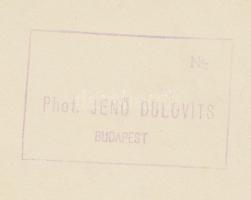 No
Phot. JENŐ DULOVITS
BUDAPEST